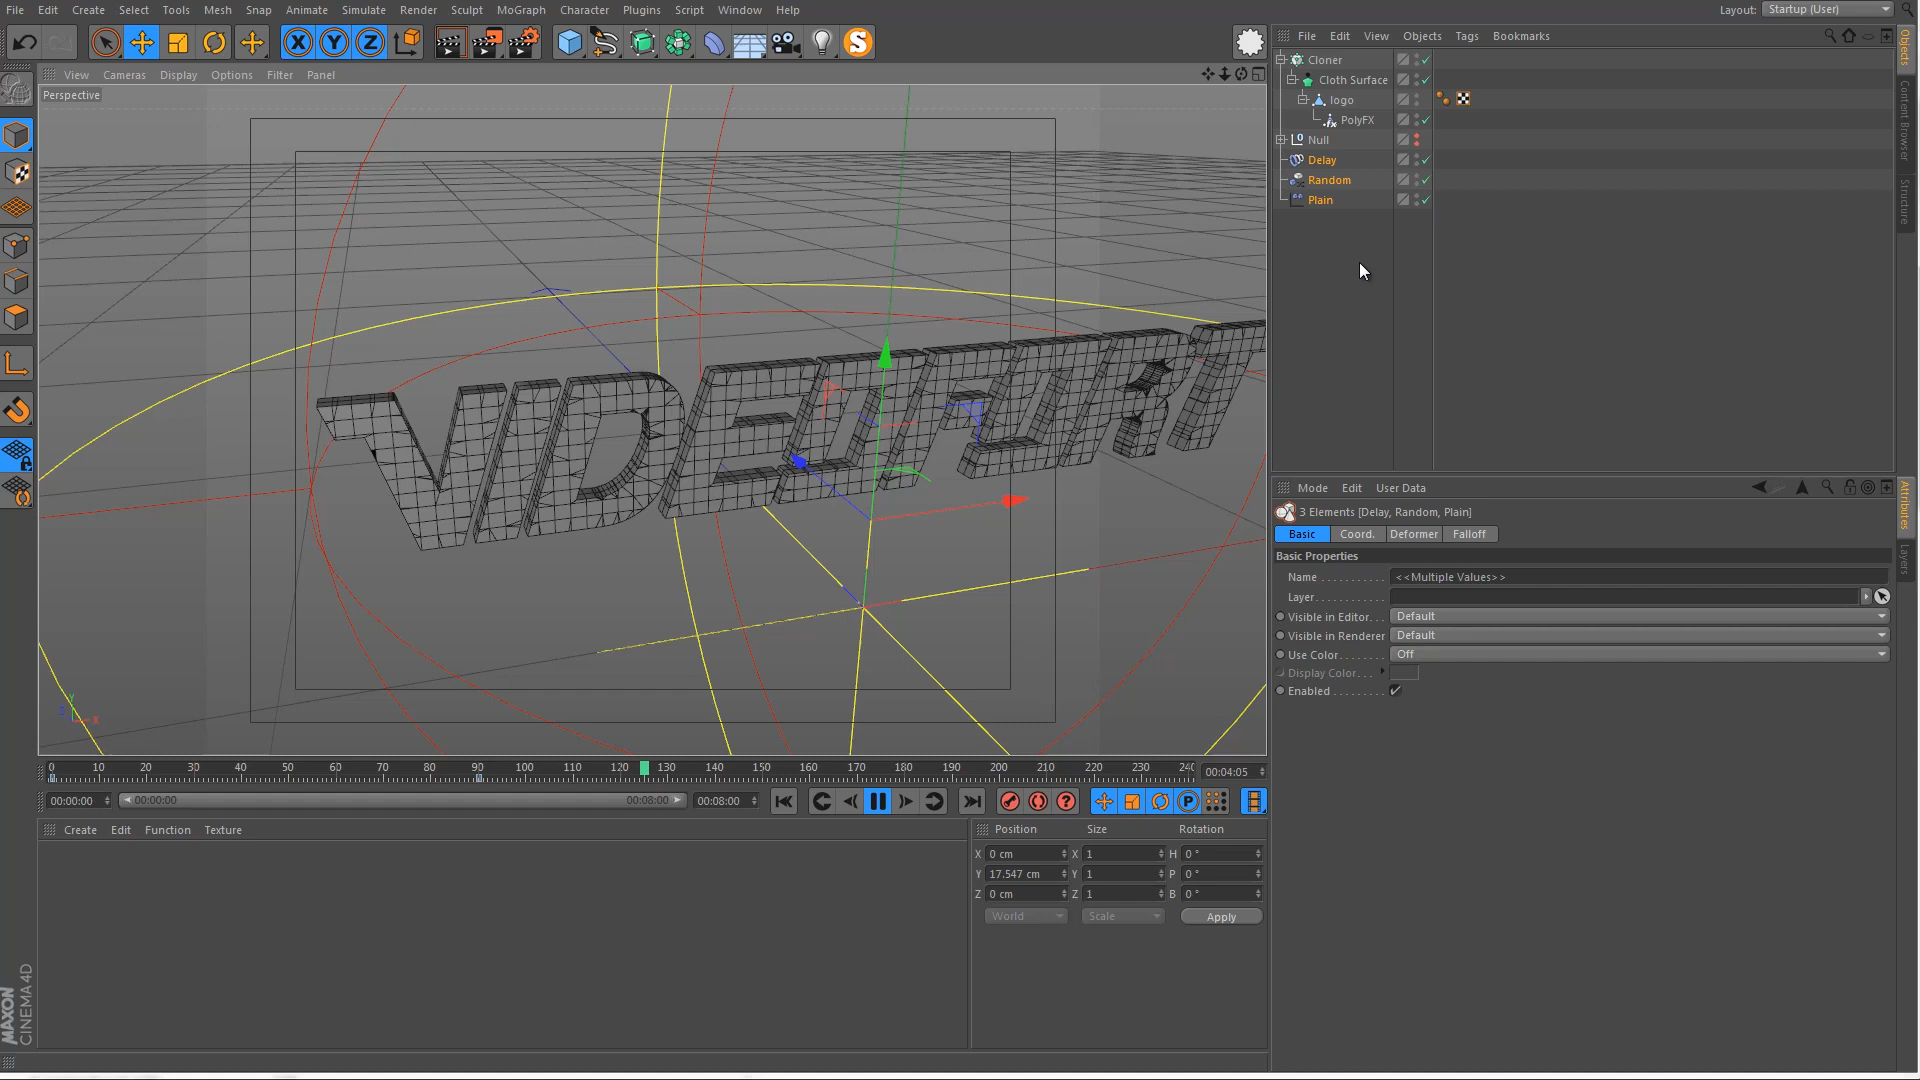 File Edit Create Select Tools Mesh Snap Animate Simulate Render Sculpt MoGraph Character Plugins Script Window Help
Layout: Startup (User)
X Y Z
S
File Edit View Objects Tags Bookmarks
View Cameras Display Options Filter Panel
Perspective
Cloner
Cloth Surface
logo
PolyFX
Null
Delay
Random
Plain
Objects
Content Browser
Structure
Mode Edit User Data
3 Elements [Delay, Random, Plain]
Basic Coord. Deformer Falloff
Basic Properties
Name <<Multiple Values>>
Layer
Visible in Editor Default
Visible in Renderer Default
Use Color Off
Display Color
Enabled
Attributes
Layers
Y
X
0 10 20 30 40 50 60 70 80 90 100 110 120 130 140 150 160 170 180 190 200 210 220 230 240
00:04:05
00:00:00 00:00:00 00:08:00 00:08:00
P
Create Edit Function Texture
Position Size Rotation
X 0 cm X 1 H 0 °
Y 17.547 cm Y 1 P 0 °
Z 0 cm Z 1 B 0 °
World Scale Apply
MAXON
CINEMA 4D